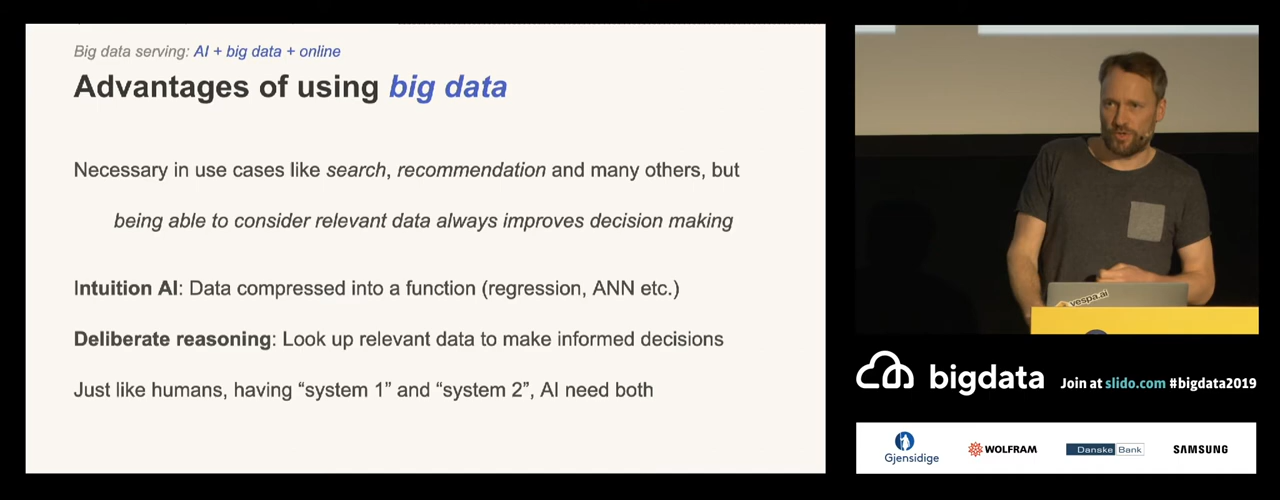 Big data serving: AI + big data + online
Advantages of using big data
Necessary in use cases like search, recommendation and many others, but
being able to consider relevant data always improves decision making
Intuition AI: Data compressed into a function (regression, ANN etc.)
Deliberate reasoning: Look up relevant data to make informed decisions
Just like humans, having “system 1” and “system 2”, AI need both
vespa.ai
bigdata
Join at slido.com #bigdata2019
Gjensidige
WOLFRAM
Danske Bank
SAMSUNG